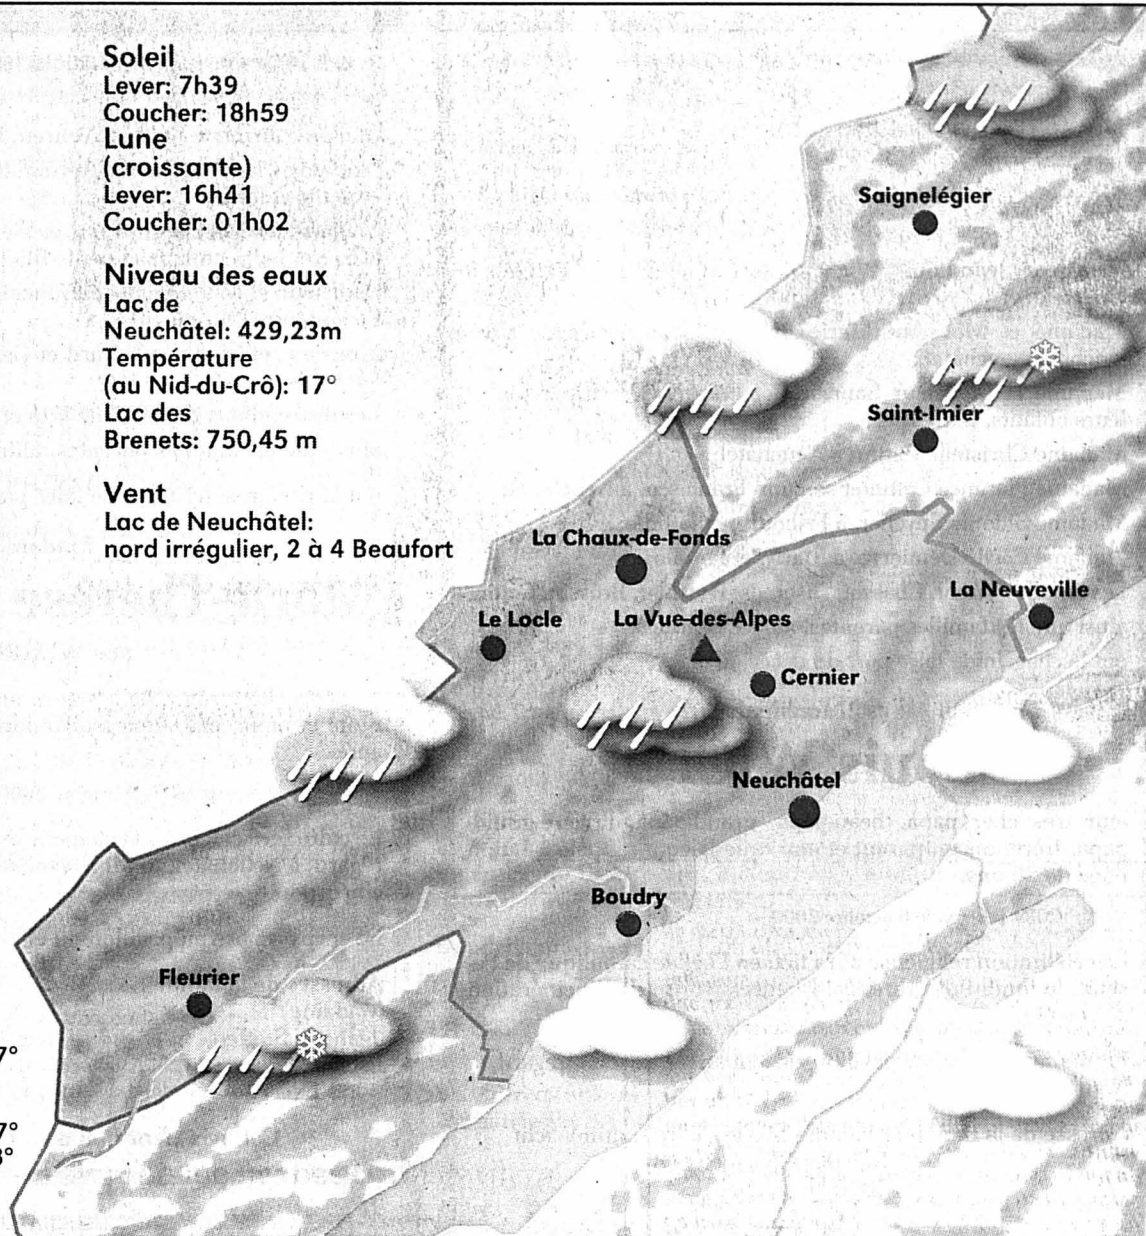 Soleil
Lever: 7h39
Coucher: 18h59
Lune
(croissante)
Lever: 16h41
Coucher: 01h02
Niveau des eaux
Lac de
Neuchâtel: 429,23m
Température
(au Nid-du-Crô): 17°
Lac des
Brenets: 750,45 m
Vent
Lac de Neuchâtel:
nord irrégulier, 2 à 4 Beaufort
Saignelégier
Saint-Imier
La Chaux-de-Fonds
La Neuveville
Le Locle
La Vue-des-Alpes
Cernier
Neuchâtel
Boudry
Fleurier
7°
7°